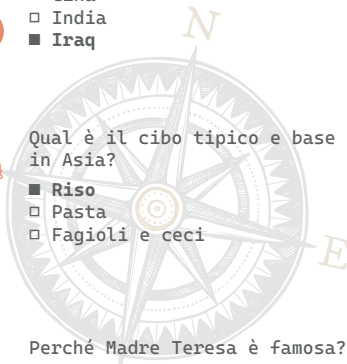 □ India
■ Iraq
N
Qual è il cibo tipico e base
in Asia?
■ Riso
□ Pasta
□ Fagioli e ceci
E
Perché Madre Teresa è famosa?